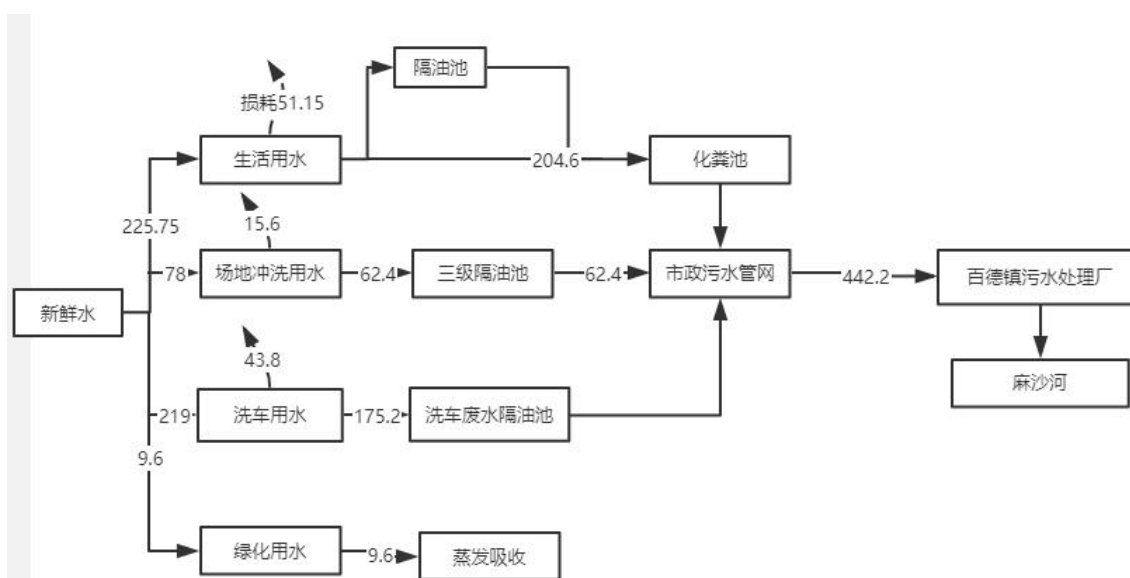 隔油池
损耗51.15
生活用水
204.6
化粪池
225.75
15.6
78
场地冲洗用水
62.4
三级隔油池
62.4
市政污水管网
442.2
百德镇污水处理厂
新鲜水
43.8
麻沙河
219
洗车用水
175.2
洗车废水隔油池
9.6
绿化用水
9.6
蒸发吸收